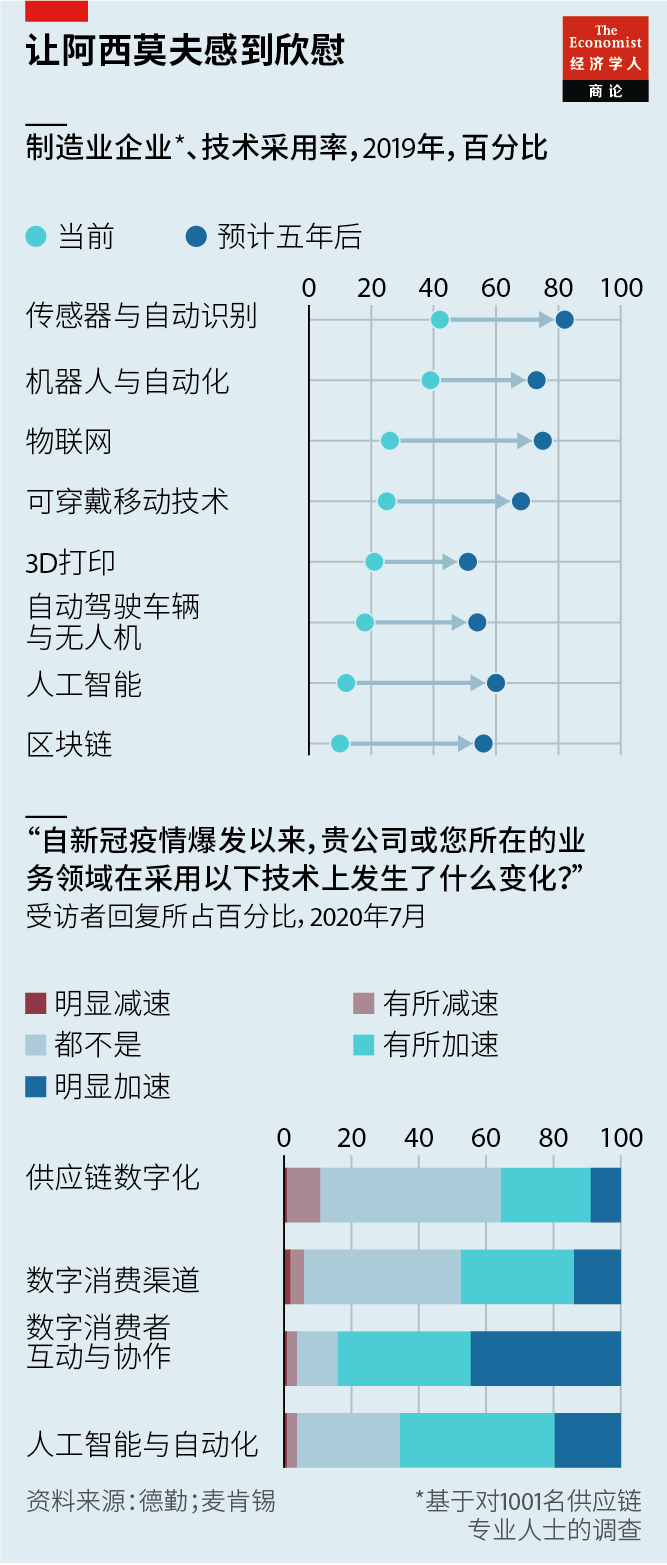 让阿西莫夫感到欣慰
The
Economist
经济学人
商论
制造业企业*、技术采用率，2019年，百分比
当前 预计五年后
0 20 40 60 80 100
传感器与自动识别
机器人与自动化
物联网
可穿戴移动技术
3D打印
自动驾驶车辆
与无人机
人工智能
区块链
“自新冠疫情爆发以来，贵公司或您所在的业
务领域在采用以下技术上发生了什么变化？”
受访者回复所占百分比，2020年7月
明显减速 有所减速
都不是 有所加速
明显加速
0 20 40 60 80 100
供应链数字化
数字消费渠道
数字消费者
互动与协作
人工智能与自动化
资料来源：德勤；麦肯锡
*基于对1001名供应链
专业人士的调查